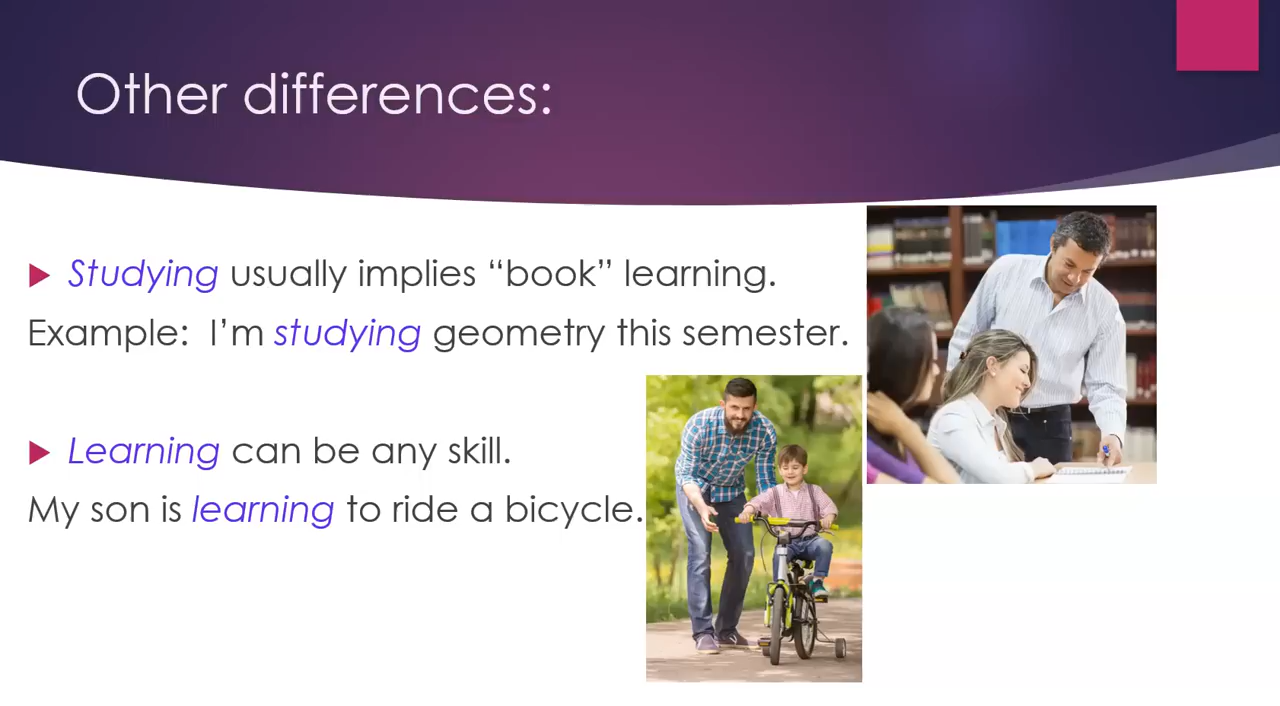 Other differences:
Studying usually implies “book” learning.
Example:  I’m studying geometry this semester.
Learning can be any skill.
My son is learning to ride a bicycle.